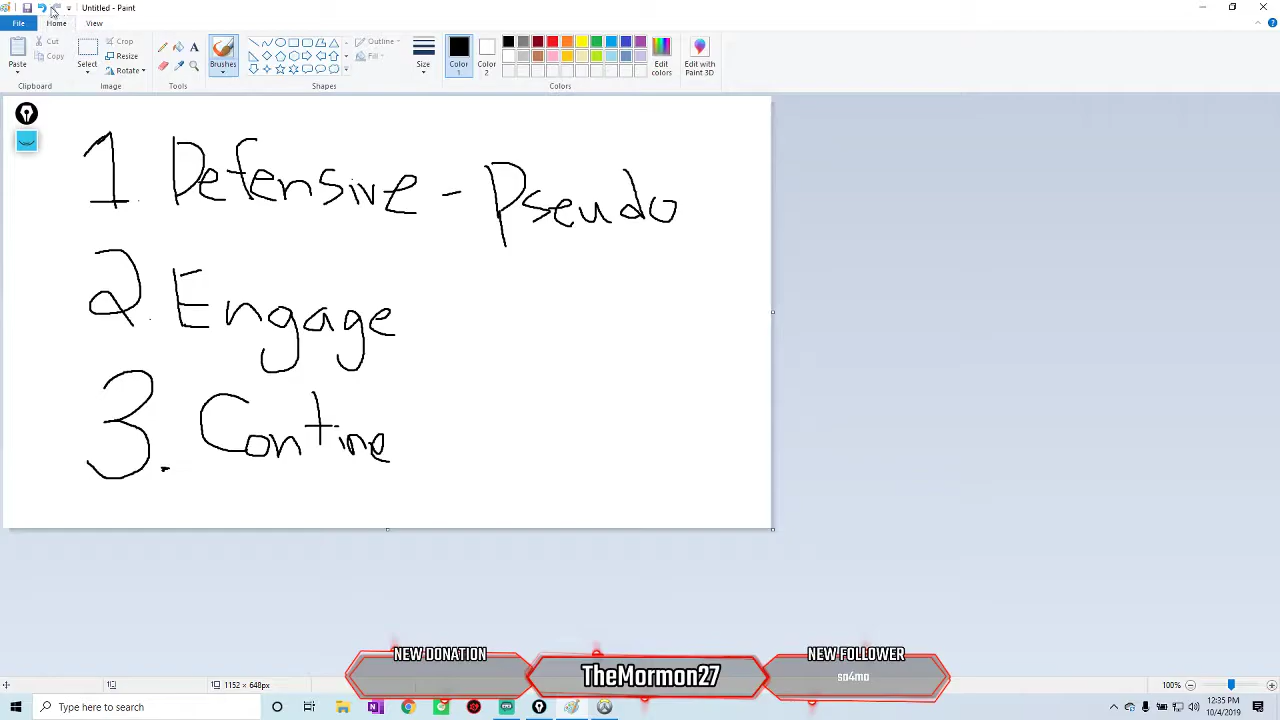 Untitled - Paint
File Home View
Paste Cut Copy Clipboard
Select Crop Resize Rotate Image
Tools
Brushes
Outline Fill Shapes
Size
Color 1 Color 2
Edit colors
Colors
Edit with Paint 3D
1. Defensive - Pseudo
2. Engage
3. Contine
NEW DONATION
TheMormon27
NEW FOLLOWER
sa4ma
1152 × 648px
100%
Type here to search
12:35 PM
10/4/2019